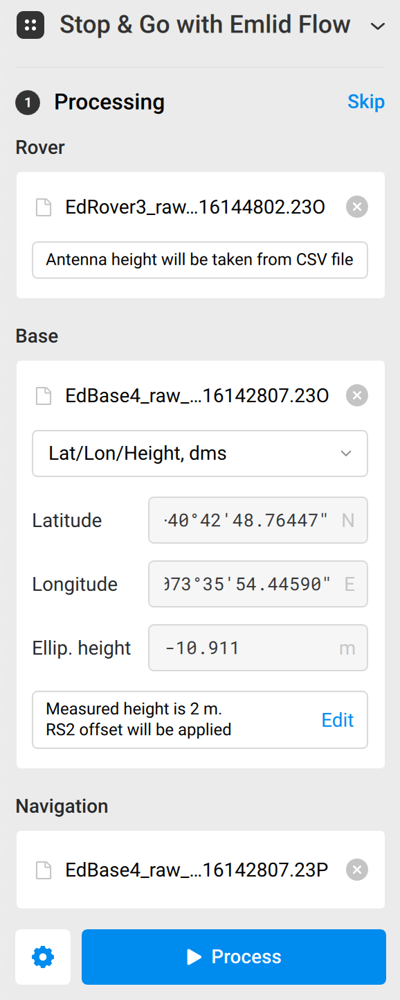 Stop & Go with Emlid Flow
1 Processing Skip
Rover
EdRover3_raw...16144802.23O
Antenna height will be taken from CSV file
Base
EdBase4_raw_...16142807.23O
Lat/Lon/Height, dms
Latitude 40°42'48.76447" N
Longitude 073°35'54.44590" E
Ellip. height -10.911 m
Measured height is 2 m.
RS2 offset will be applied Edit
Navigation
EdBase4_raw_...16142807.23P
Process